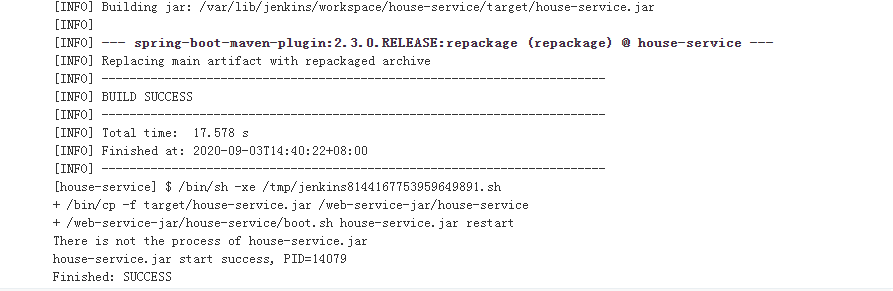 [INFO] Building jar: /var/lib/jenkins/workspace/house-service/target/house-service.jar
[INFO]
[INFO] --- spring-boot-maven-plugin:2.3.0.RELEASE:repackage (repackage) @ house-service ---
[INFO] Replacing main artifact with repackaged archive
[INFO] ------------------------------------------------------------------------
[INFO] BUILD SUCCESS
[INFO] ------------------------------------------------------------------------
[INFO] Total time:  17.578 s
[INFO] Finished at: 2020-09-03T14:40:22+08:00
[INFO] ------------------------------------------------------------------------
[house-service] $ /bin/sh -xe /tmp/jenkins8144167753959649891.sh
+ /bin/cp -f target/house-service.jar /web-service-jar/house-service
+ /web-service-jar/house-service/boot.sh house-service.jar restart
There is not the process of house-service.jar
house-service.jar start success, PID=14079
Finished: SUCCESS